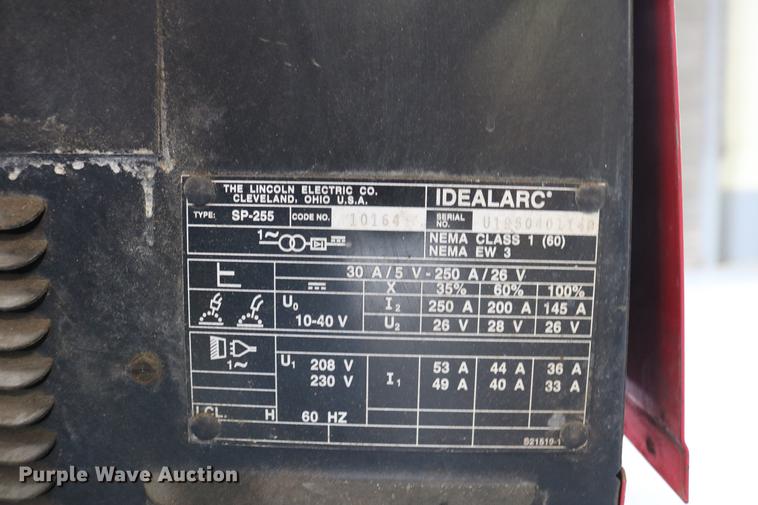 THE LINCOLN ELECTRIC CO.
CLEVELAND, OHIO U.S.A.
IDEALARC®
TYPE: SP-255 CODE NO. 10164 SERIAL NO.
1~
NEMA CLASS 1 (60)
NEMA EW 3
30 A/5 V - 250 A/26 V
X 35% 60% 100%
U0 I2 250 A 200 A 145 A
10-40 V U2 26 V 28 V 26 V
1~
U1 208 V I1 53 A 44 A 36 A
230 V 49 A 40 A 33 A
I.CL. H 60 HZ
S21519-1
Purple Wave Auction